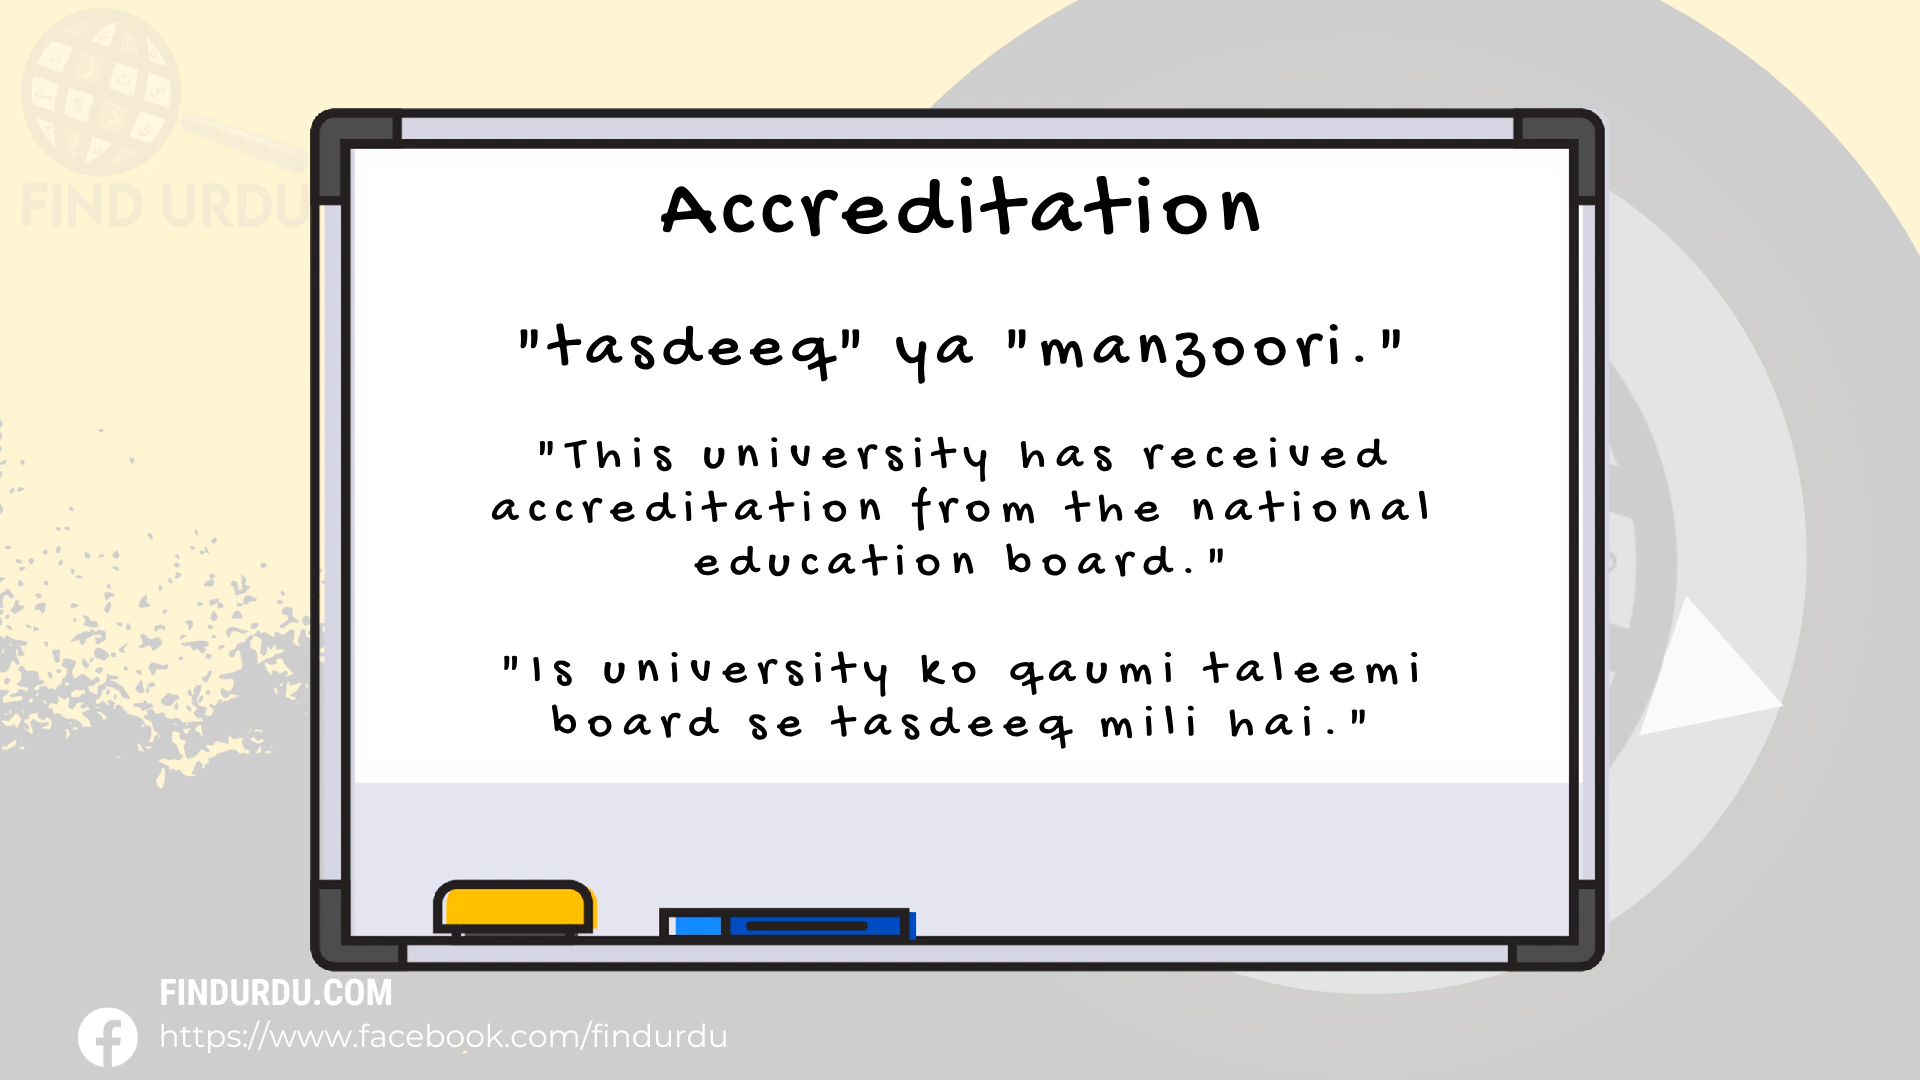 FIND URDU
Accreditation
"tasdeeq" ya "manzoori."
"This university has received
accreditation from the national
education board."
"Is university ko qaumi taleemi
board se tasdeeq mili hai."
FINDURDU.COM
https://www.facebook.com/findurdu